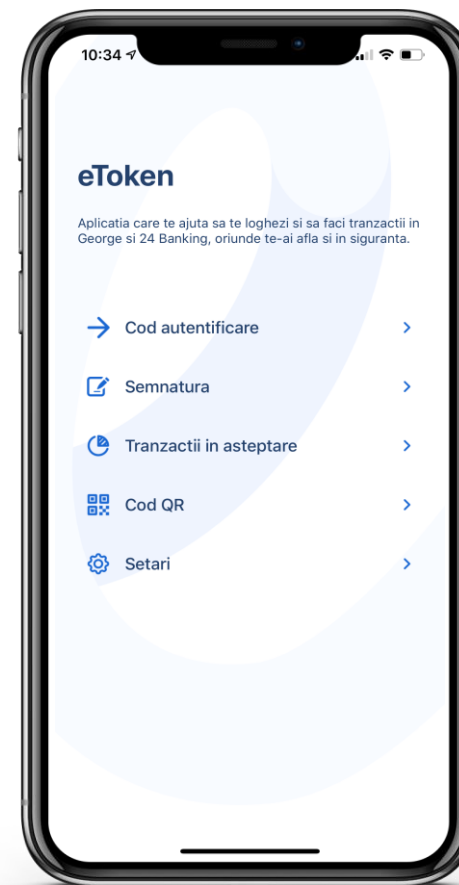 10:34
eToken
Aplicatia care te ajuta sa te loghezi si sa faci tranzactii in
George si 24 Banking, oriunde te-ai afla si in siguranta.
Cod autentificare
Semnatura
Tranzactii in asteptare
Cod QR
Setari